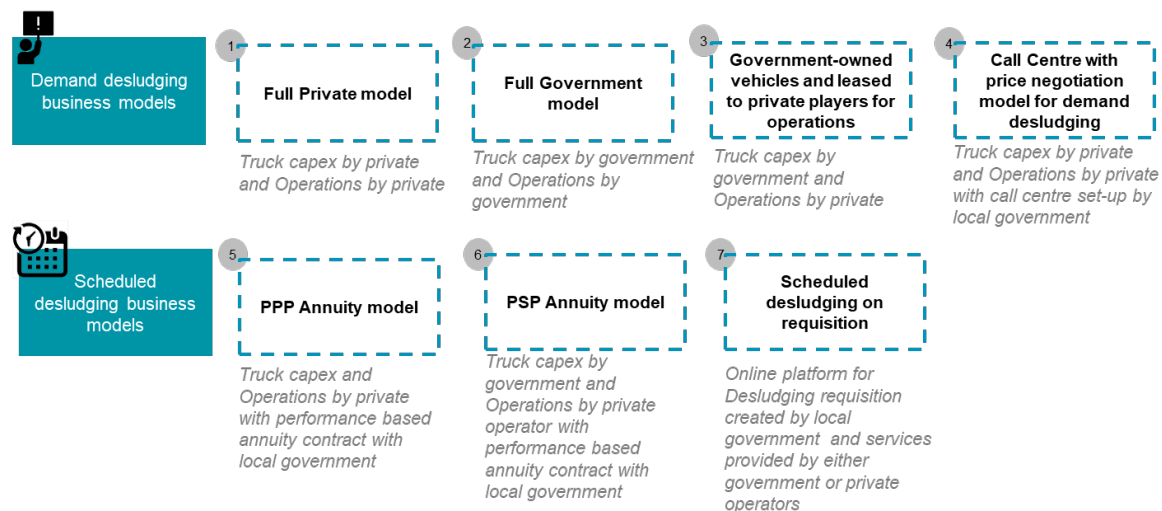 !
Demand desludging
business models
1
Full Private model
Truck capex by private
and Operations by private
2
Full Government
model
Truck capex by government
and Operations by
government
3
Government-owned
vehicles and leased
to private players for
operations
Truck capex by
government and
Operations by private
4
Call Centre with
price negotiation
model for demand
desludging
Truck capex by private
and Operations by private
with call centre set-up by
local government
Scheduled
desludging business
models
5
PPP Annuity model
Truck capex and
Operations by private
with performance based
annuity contract with
local government
6
PSP Annuity model
Truck capex by
government and
Operations by private
operator with
performance based
annuity contract with
local government
7
Scheduled
desludging on
requisition
Online platform for
Desludging requisition
created by local
government and services
provided by either
government or private
operators